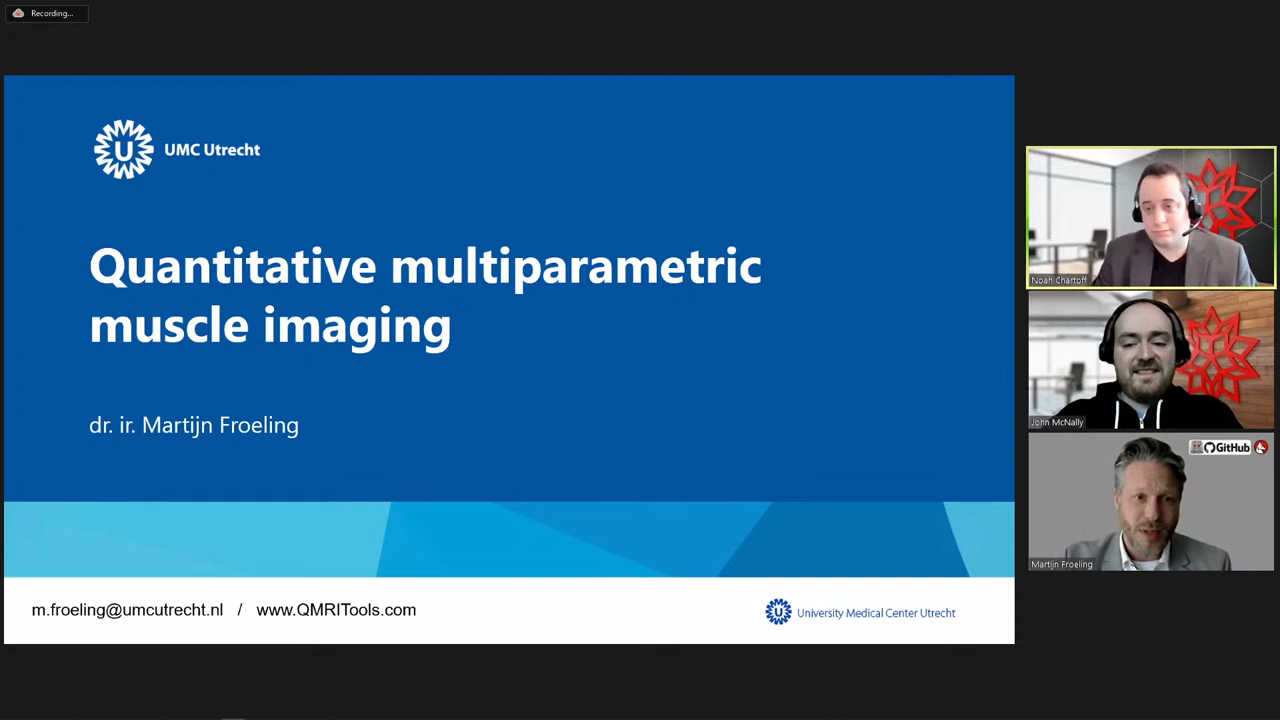 Recording...
UMC Utrecht
Quantitative multiparametric
muscle imaging
dr. ir. Martijn Froeling
m.froeling@umcutrecht.nl / www.QMRITools.com
University Medical Center Utrecht
Noah Chartoff
John McNally
GitHub
Martijn Froeling